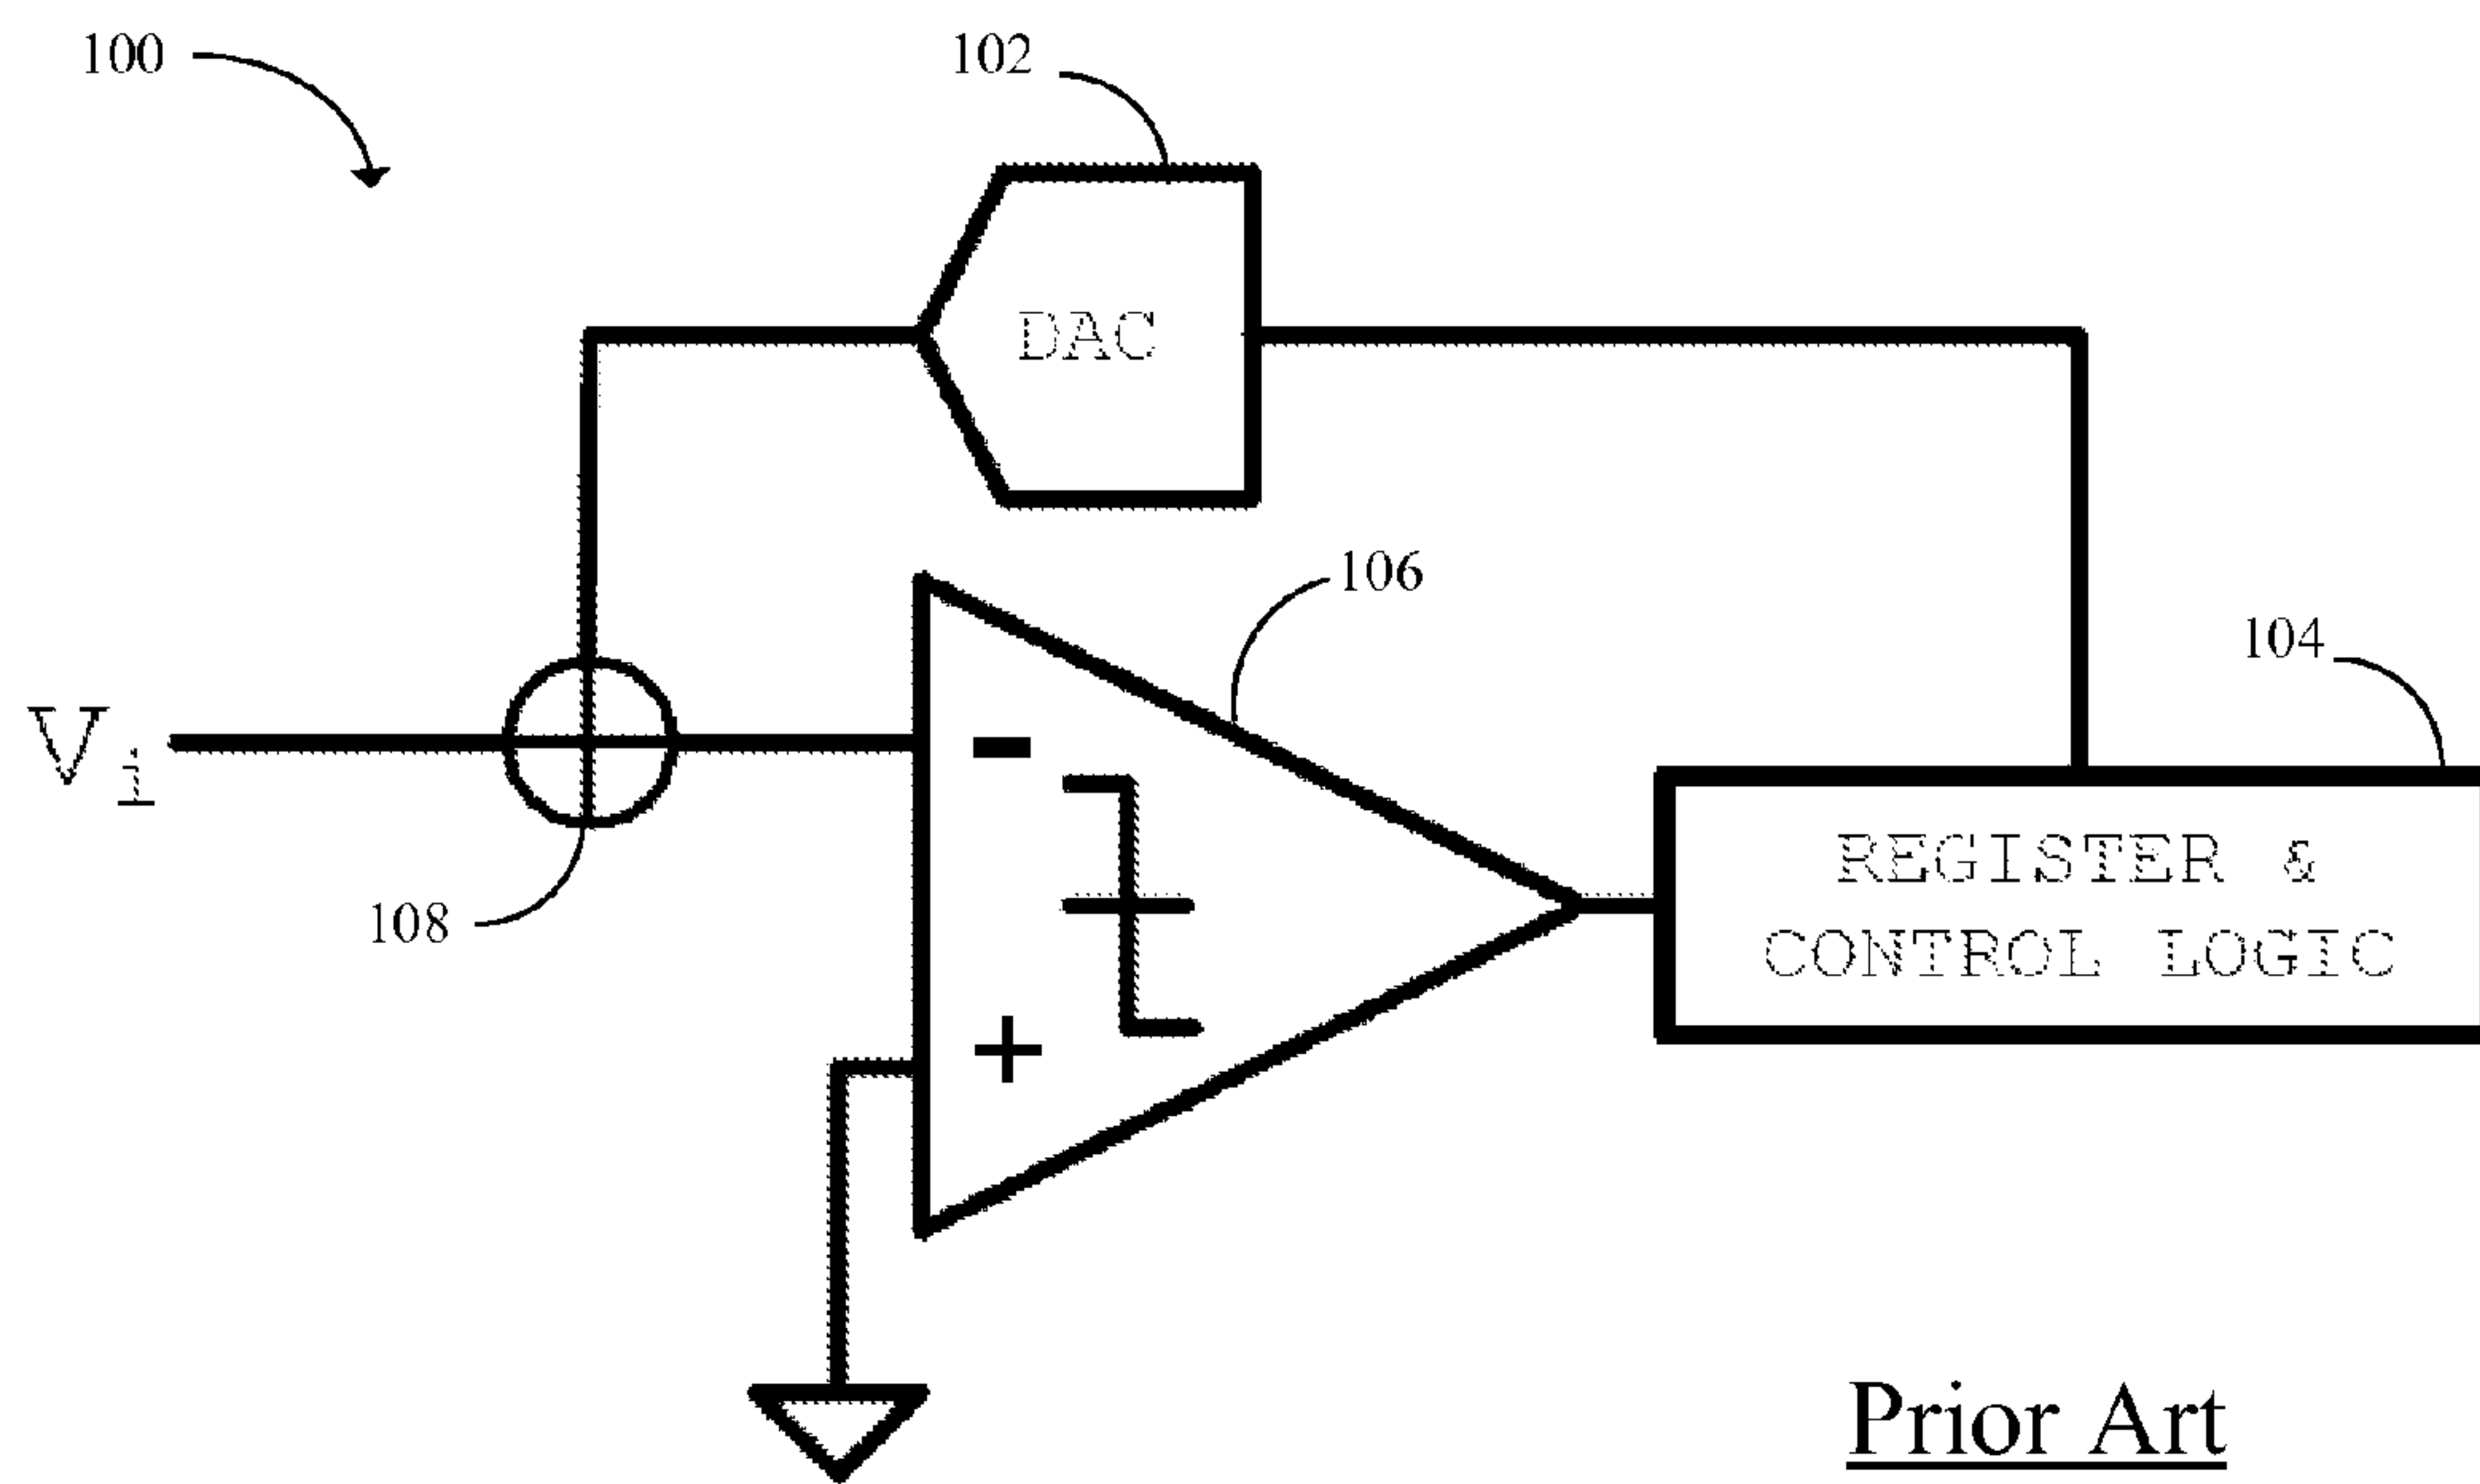 100
102
DAC
106
104
V i
-
REGISTER &
CONTROL LOGIC
108
+
Prior Art